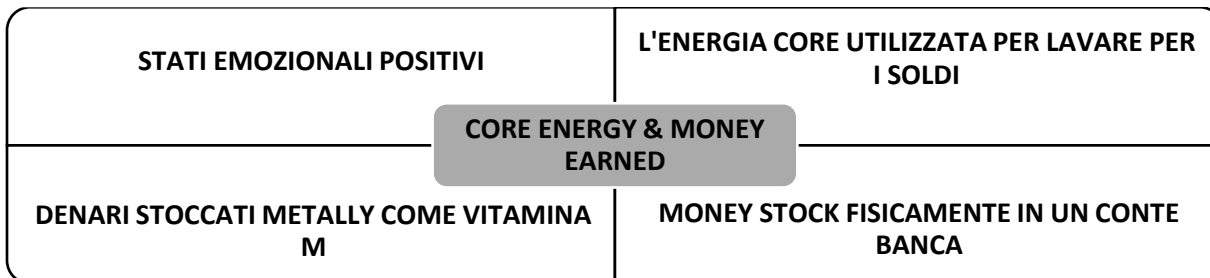 STATI EMOZIONALI POSITIVI
L'ENERGIA CORE UTILIZZATA PER LAVARE PER
I SOLDI
CORE ENERGY & MONEY
EARNED
DENARI STOCCATI METALLY COME VITAMINA
M
MONEY STOCK FISICAMENTE IN UN CONTE
BANCA